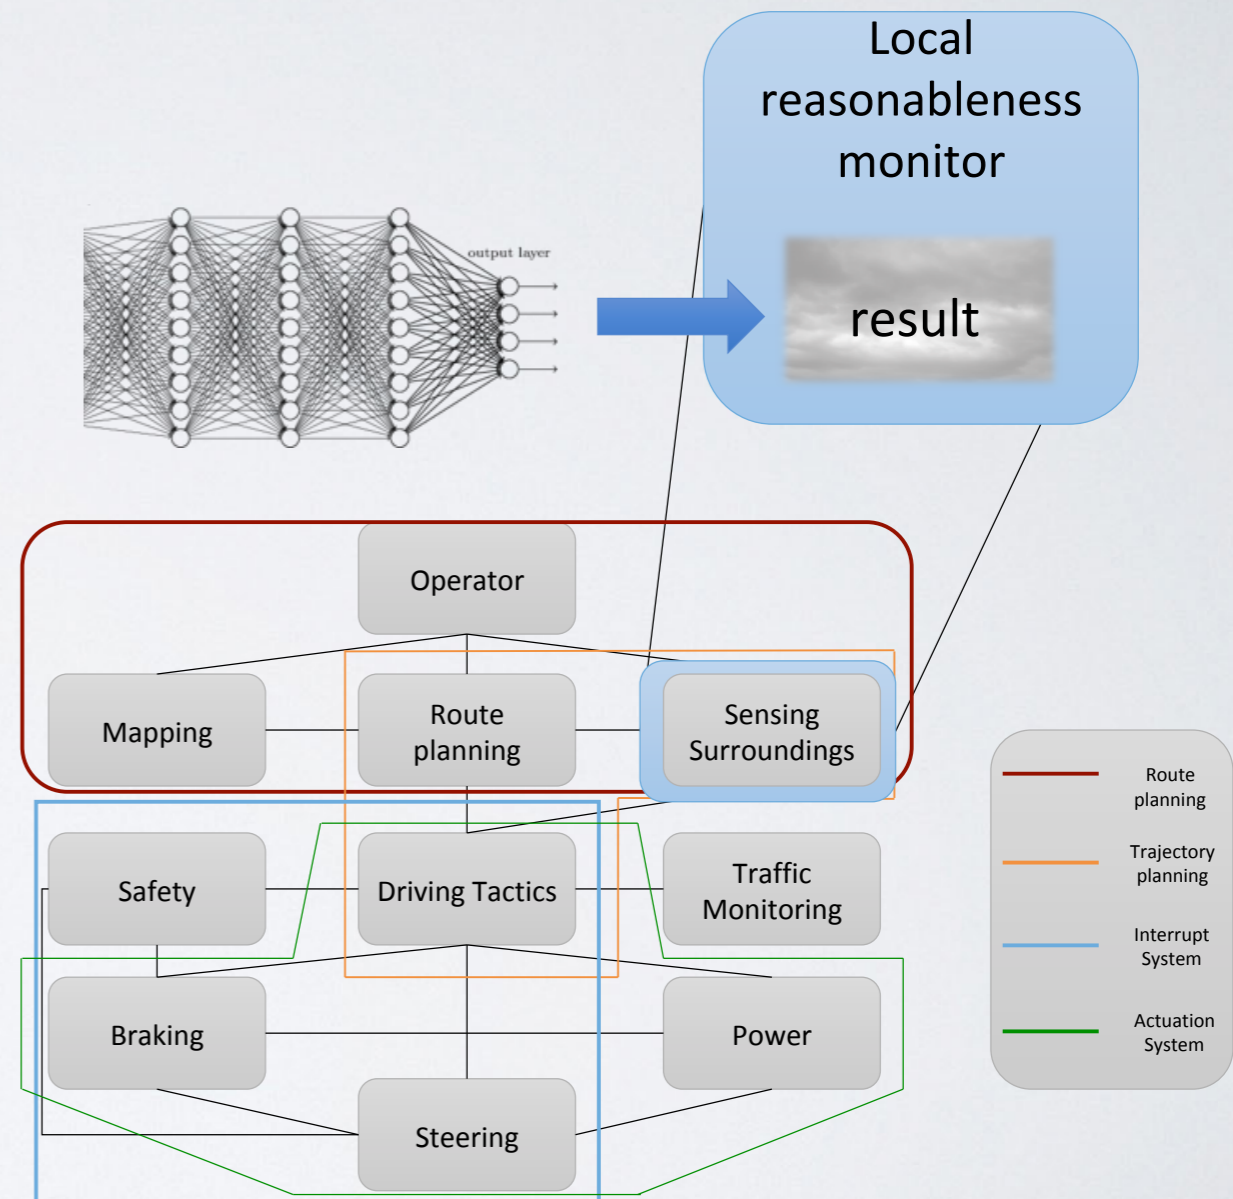 Local
reasonableness
monitor
output layer
result
Operator
Mapping
Route
planning
Sensing
Surroundings
Safety
Driving Tactics
Traffic
Monitoring
Braking
Power
Steering
Route
planning
Trajectory
planning
Interrupt
System
Actuation
System